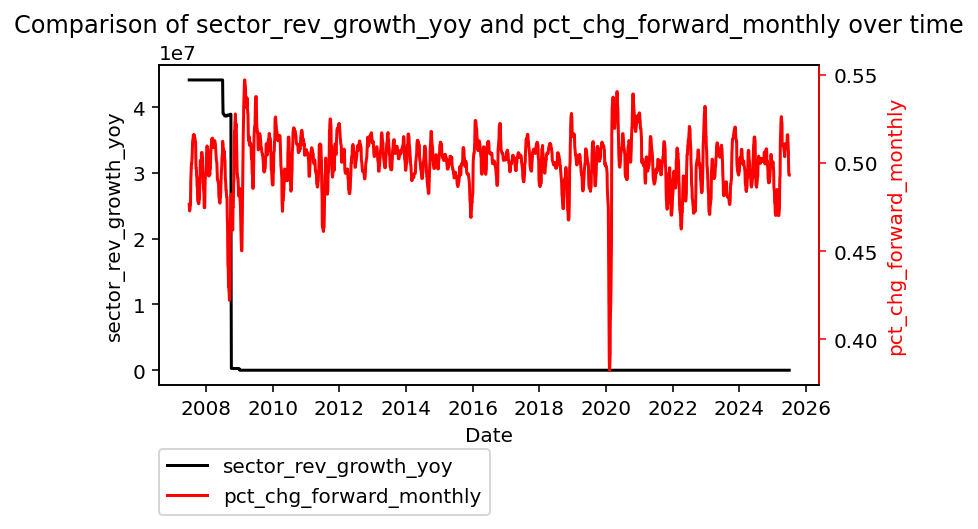 Comparison of sector_rev_growth_yoy and pct_chg_forward_monthly over time
1e7
4
3
2
1
0
sector_rev_growth_yoy
0.55
0.50
0.45
0.40
pct_chg_forward_monthly
2008 2010 2012 2014 2016 2018 2020 2022 2024 2026
Date
sector_rev_growth_yoy
pct_chg_forward_monthly